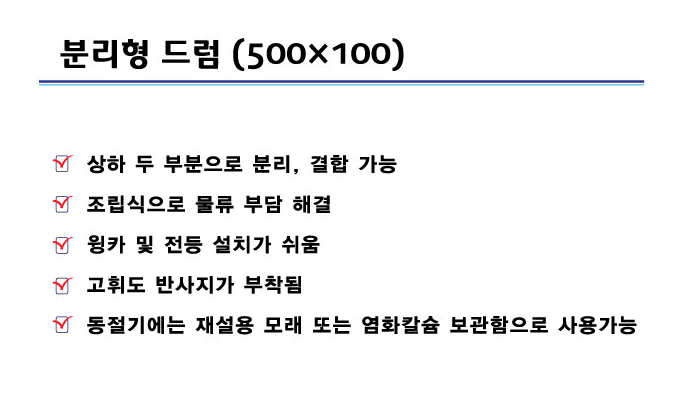 분리형 드럼 (500×100)
상하 두 부분으로 분리, 결합 가능
조립식으로 물류 부담 해결
윙카 및 전등 설치가 쉬움
고휘도 반사지가 부착됨
동절기에는 재설용 모래 또는 염화칼슘 보관함으로 사용가능